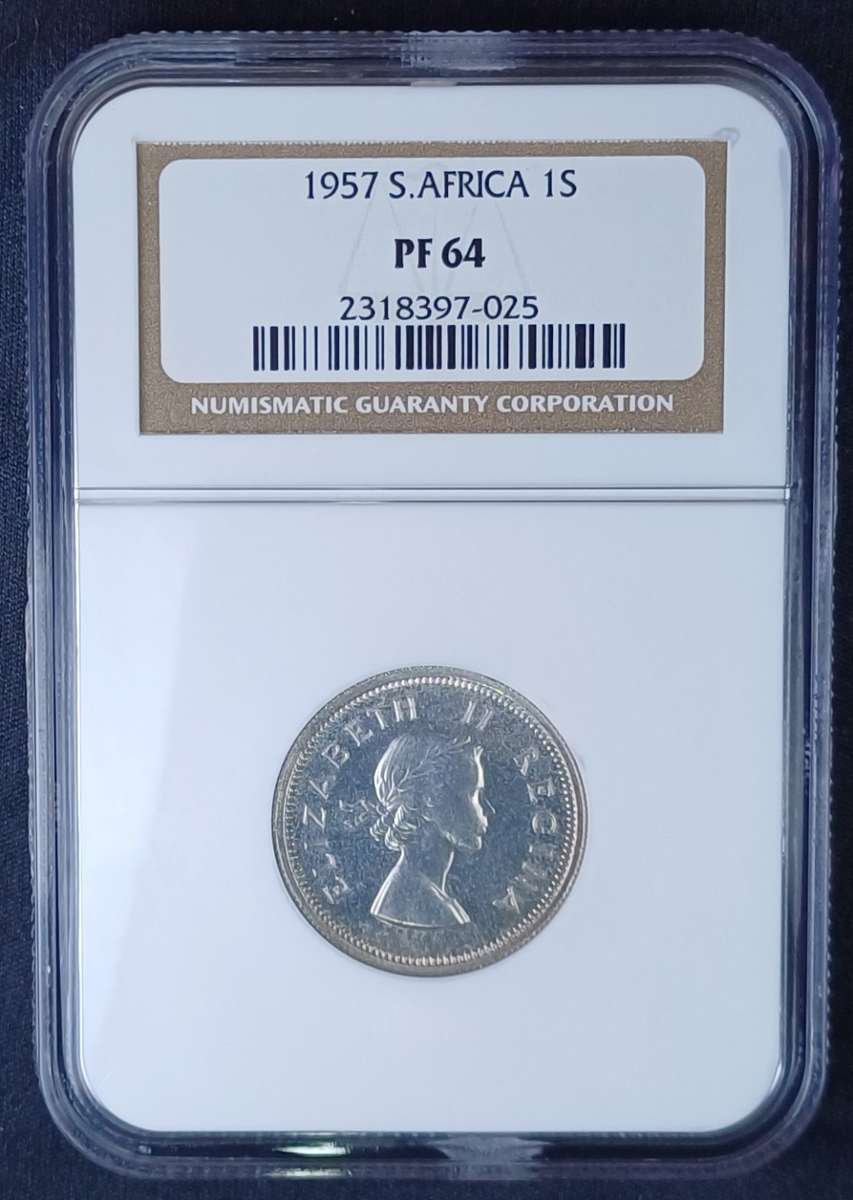 1957 S.AFRICA 1S
PF 64
2318397-025
NUMISMATIC GUARANTY CORPORATION
ELIZABETH II REGINA